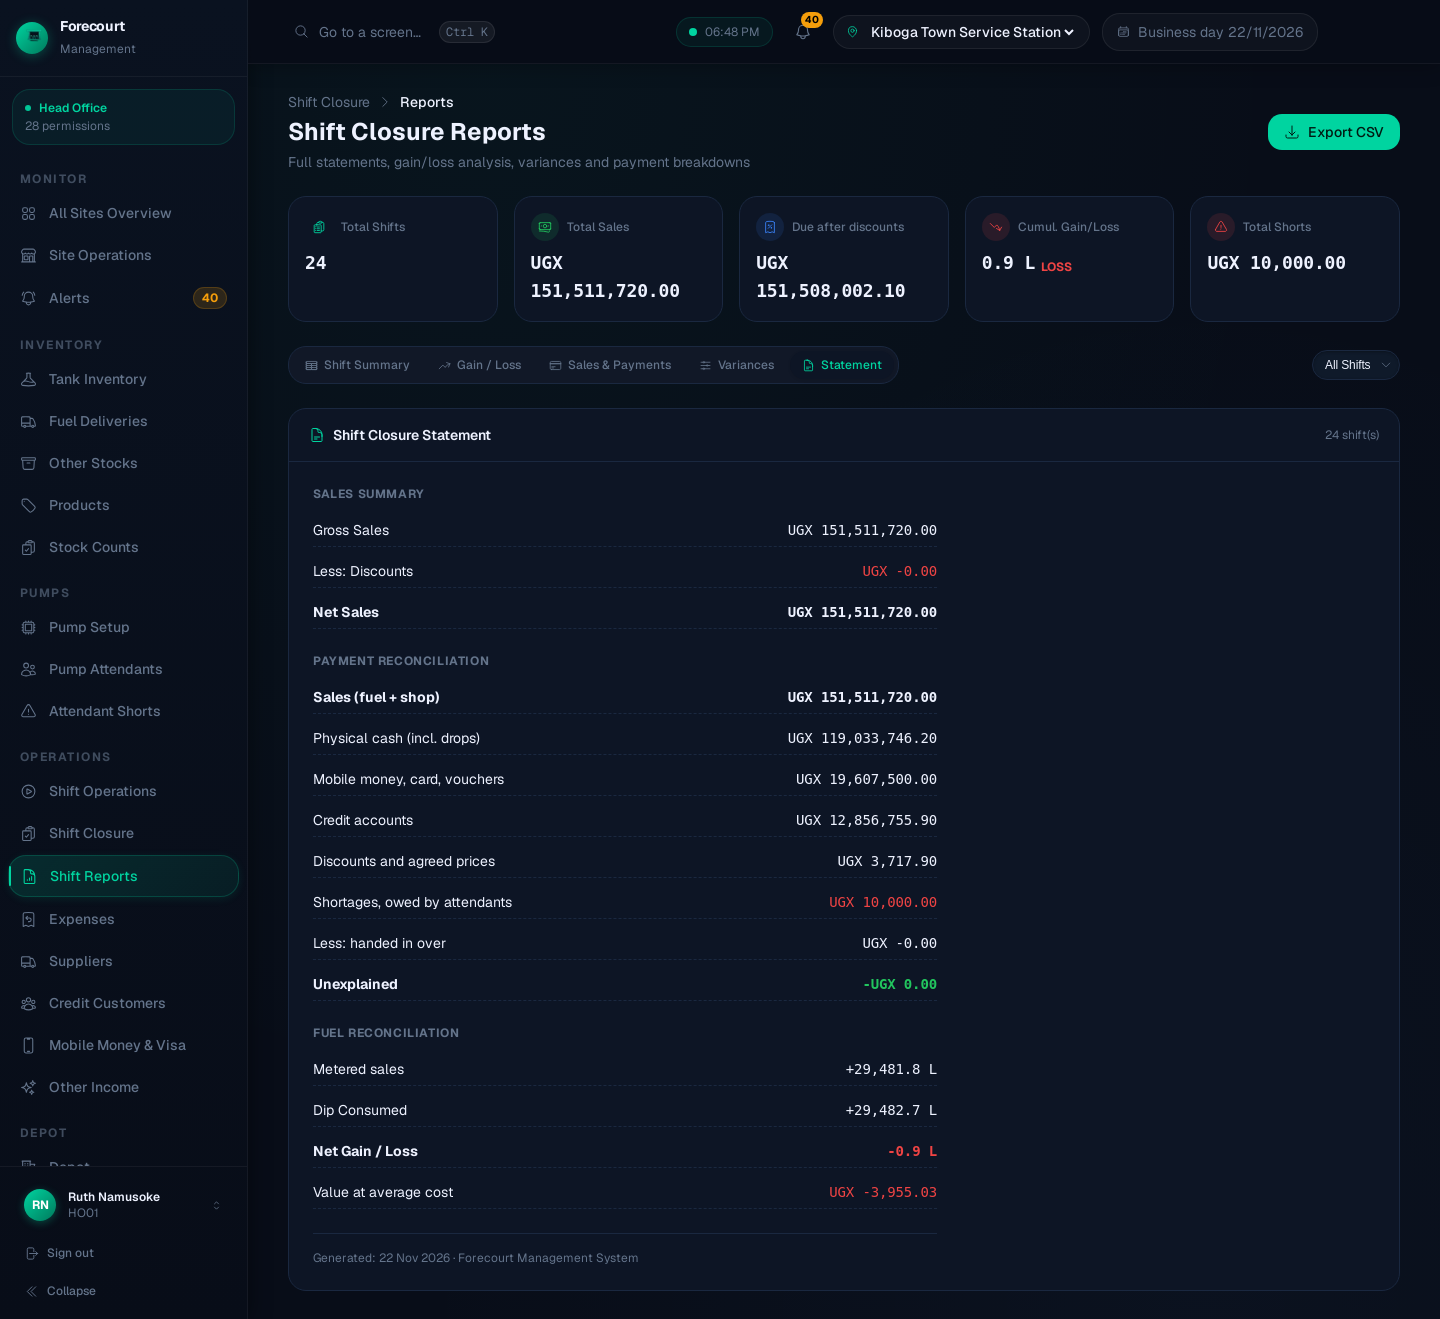 Forecourt
Management
Head Office
28 permissions
MONITOR
All Sites Overview
Site Operations
Alerts 40
INVENTORY
Tank Inventory
Fuel Deliveries
Other Stocks
Products
Stock Counts
PUMPS
Pump Setup
Pump Attendants
Attendant Shorts
OPERATIONS
Shift Operations
Shift Closure
Shift Reports
Expenses
Suppliers
Credit Customers
Mobile Money & Visa
Other Income
DEPOT
Depot
RN Ruth Namusoke
HO01
Sign out
Collapse
Go to a screen... Ctrl K
06:48 PM
40
Kiboga Town Service Station
Business day 22/11/2026
Shift Closure > Reports
Shift Closure Reports
Full statements, gain/loss analysis, variances and payment breakdowns
Export CSV
Total Shifts
24
Total Sales
UGX
151,511,720.00
Due after discounts
UGX
151,508,002.10
Cumul. Gain/Loss
0.9 L LOSS
Total Shorts
UGX 10,000.00
Shift Summary
Gain / Loss
Sales & Payments
Variances
Statement
All Shifts
Shift Closure Statement 24 shift(s)
SALES SUMMARY
Gross Sales UGX 151,511,720.00
Less: Discounts UGX -0.00
Net Sales UGX 151,511,720.00
PAYMENT RECONCILIATION
Sales (fuel + shop) UGX 151,511,720.00
Physical cash (incl. drops) UGX 119,033,746.20
Mobile money, card, vouchers UGX 19,607,500.00
Credit accounts UGX 12,856,755.90
Discounts and agreed prices UGX 3,717.90
Shortages, owed by attendants UGX 10,000.00
Less: handed in over UGX -0.00
Unexplained -UGX 0.00
FUEL RECONCILIATION
Metered sales +29,481.8 L
Dip Consumed +29,482.7 L
Net Gain / Loss -0.9 L
Value at average cost UGX -3,955.03
Generated: 22 Nov 2026 · Forecourt Management System